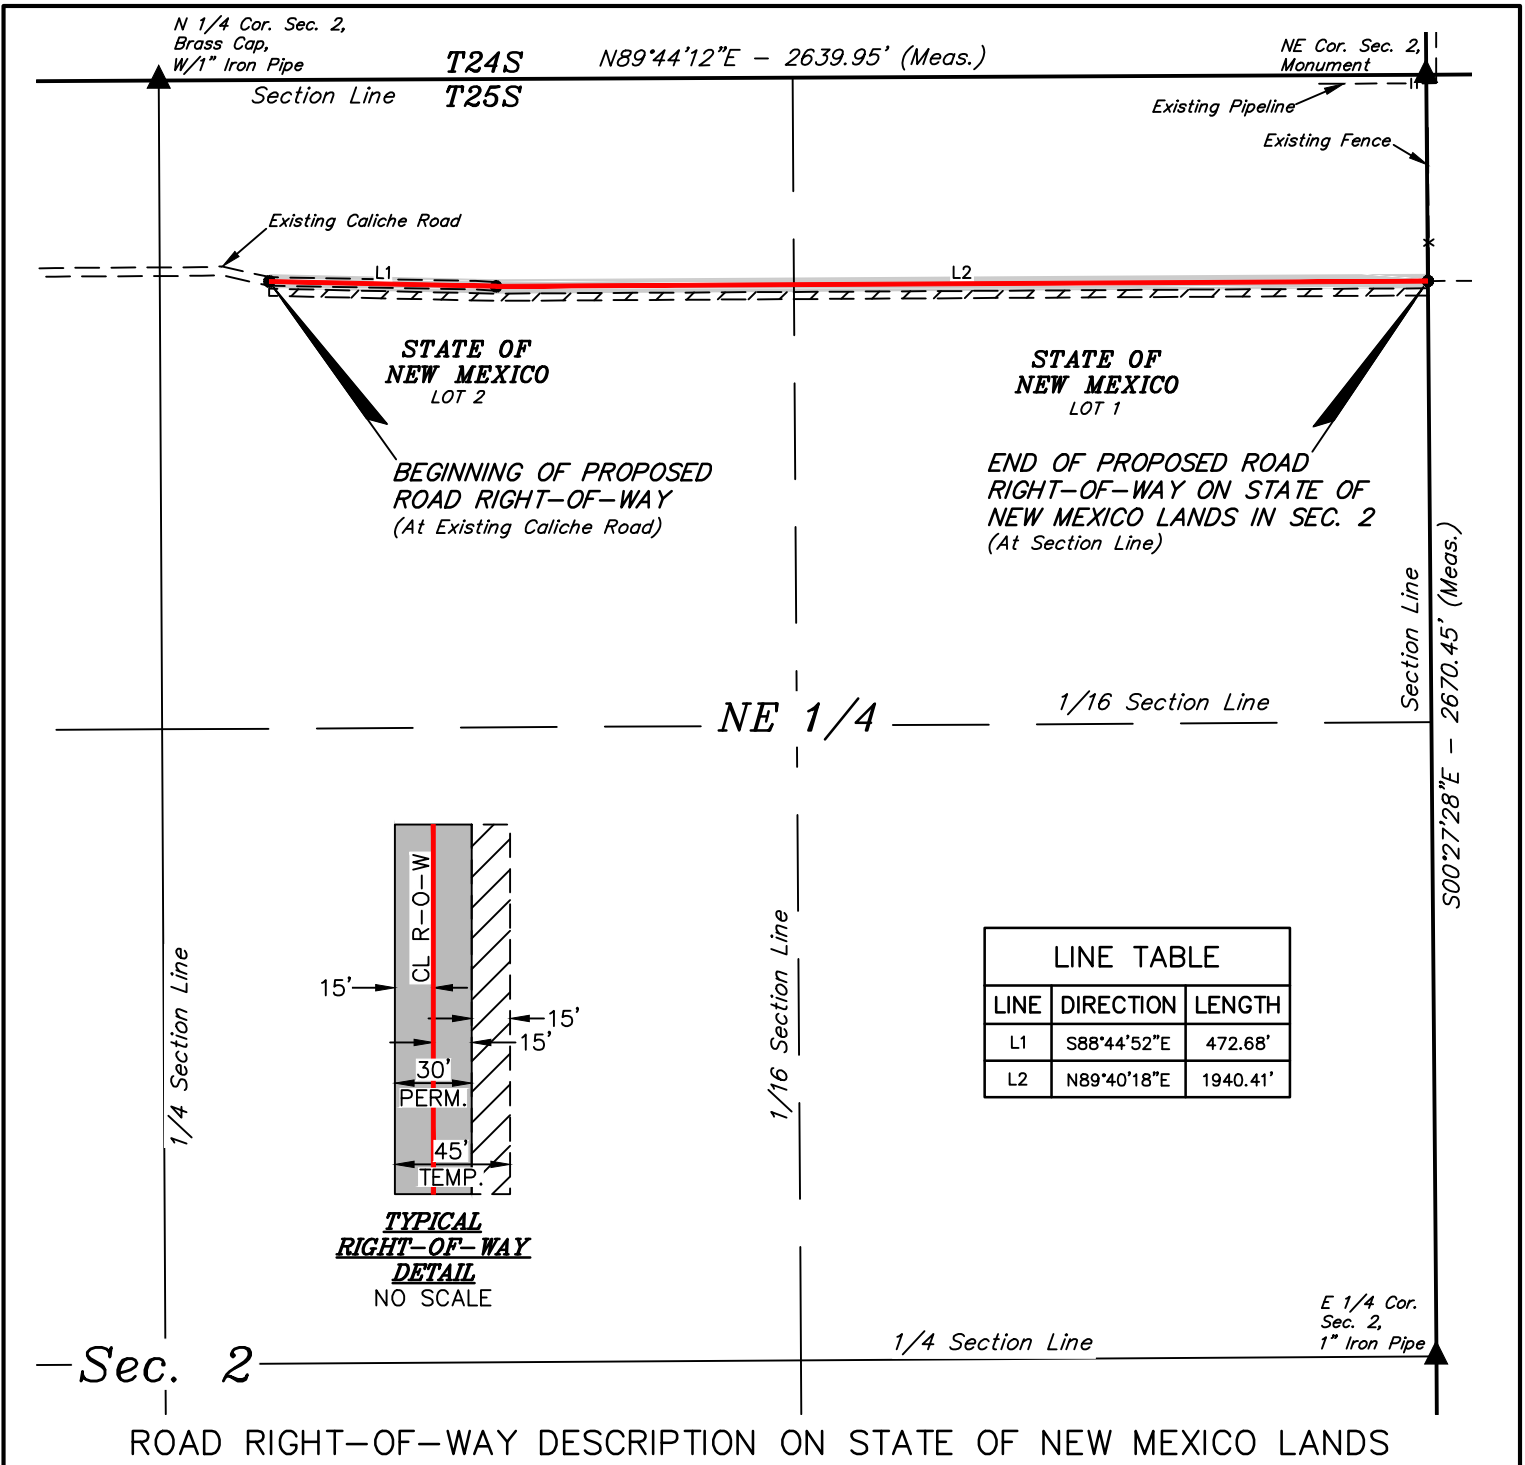 N 1/4 Cor. Sec. 2,
Brass Cap,
W/1" Iron Pipe
T24S
N89°44'12"E - 2639.95' (Meas.)
NE Cor. Sec. 2,
Monument
Section Line
T25S
Existing Pipeline
Existing Fence
Existing Caliche Road
L1
L2
STATE OF
NEW MEXICO
LOT 2
STATE OF
NEW MEXICO
LOT 1
BEGINNING OF PROPOSED
ROAD RIGHT-OF-WAY
(At Existing Caliche Road)
END OF PROPOSED ROAD
RIGHT-OF-WAY ON STATE OF
NEW MEXICO LANDS IN SEC. 2
(At Section Line)
Section Line
S00°27'28"E - 2670.45' (Meas.)
NE 1/4
1/16 Section Line
1/4 Section Line
CL R-O-W
15'
15'
15'
30'
PERM.
45'
TEMP.
TYPICAL
RIGHT-OF-WAY
DETAIL
NO SCALE
1/16 Section Line
LINE TABLE
LINE DIRECTION LENGTH
L1 S88°44'52"E 472.68'
L2 N89°40'18"E 1940.41'
E 1/4 Cor.
Sec. 2,
1" Iron Pipe
1/4 Section Line
Sec. 2
ROAD RIGHT-OF-WAY DESCRIPTION ON STATE OF NEW MEXICO LANDS